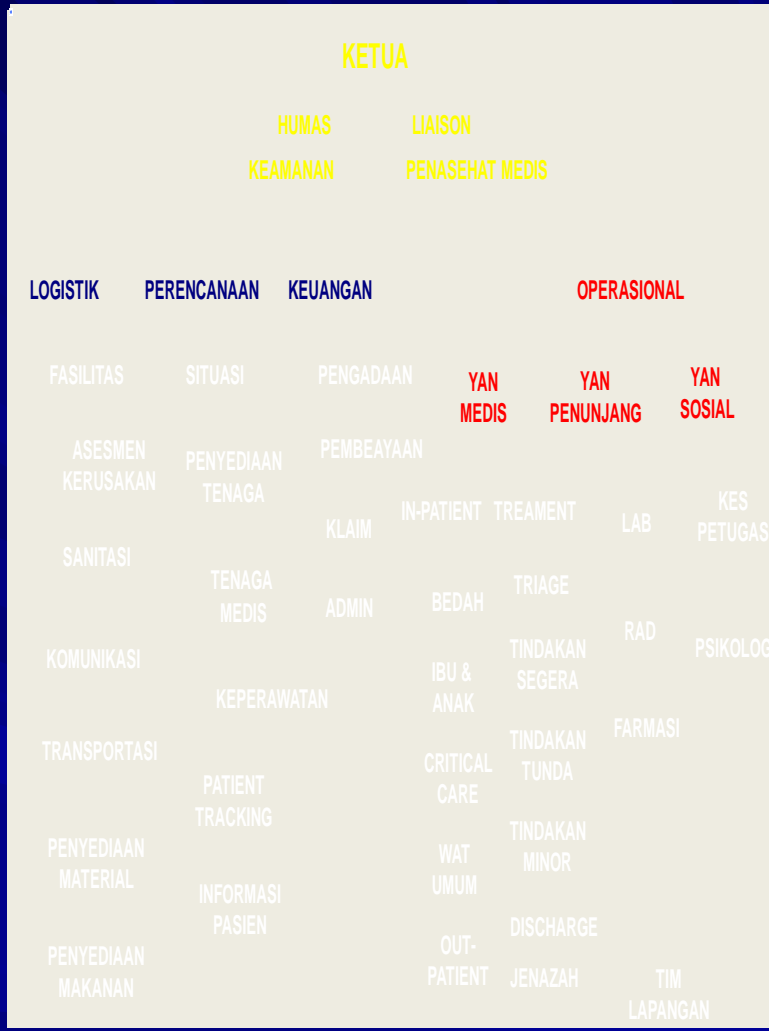 KETUA
HUMAS
LIAISON
KEAMANAN
PENASEHAT MEDIS
LOGISTIK
PERENCANAAN
KEUANGAN
OPERASIONAL
FASILITAS
ASESMEN
KERUSAKAN
SANITASI
KOMUNIKASI
TRANSPORTASI
PENYEDIAAN
MATERIAL
PENYEDIAAN
MAKANAN
SITUASI
PENYEDIAAN
TENAGA
TENAGA
MEDIS
KEPERAWATAN
PATIENT
TRACKING
INFORMASI
PASIEN
PENGADAAN
PEMBEAYAAN
KLAIM
ADMIN
YAN
MEDIS
YAN
PENUNJANG
YAN
SOSIAL
IN-PATIENT
BEDAH
IBU &
ANAK
CRITICAL
CARE
WAT
UMUM
OUT-
PATIENT
TREAMENT
TRIAGE
TINDAKAN
SEGERA
TINDAKAN
TUNDA
TINDAKAN
MINOR
DISCHARGE
JENAZAH
LAB
RAD
FARMASI
TIM
LAPANGAN
KES
PETUGAS
PSIKOLOG